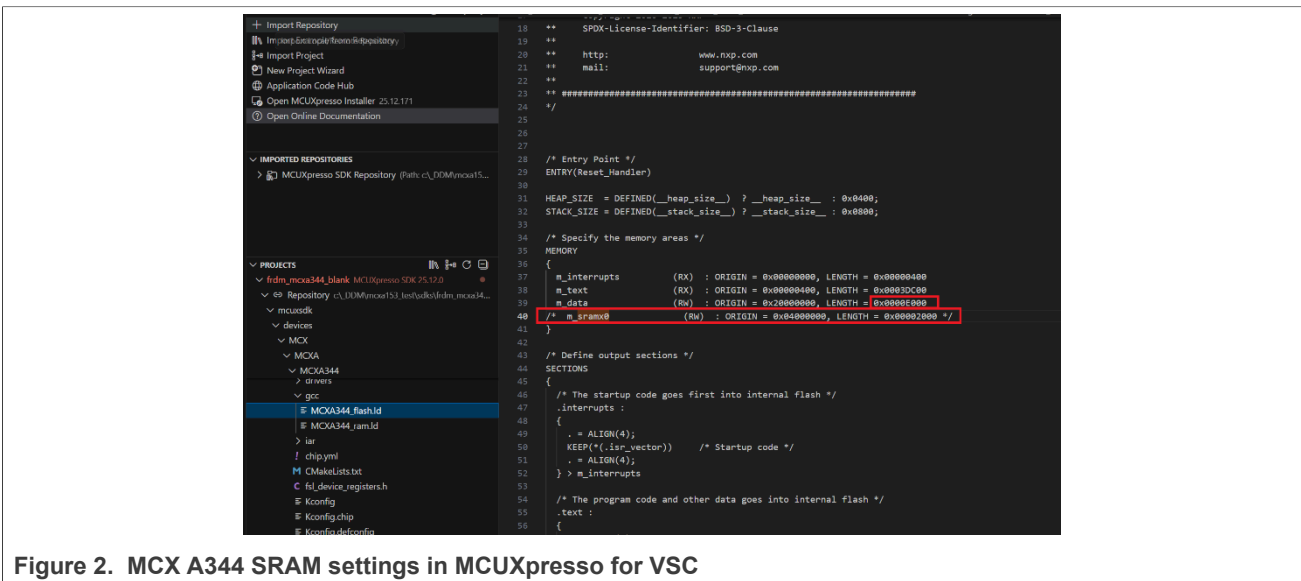 Import Repository
Import Project
New Project Wizard
Application Code Hub
Open MCUXpresso Installer 25.12.171
Open Online Documentation
IMPORTED REPOSITORIES
MCUXpresso SDK Repository (Path: c:\_DDM\mcxa15...
PROJECTS
frdm_mcxa344_blank MCUXpresso SDK 25.12.0
Repository c:\_DDM\mcxa153_test\sdks\frdm_mcxa34...
mcuxsdk
devices
MCX
MCXA
MCXA344
drivers
gcc
MCXA344_flash.ld
MCXA344_ram.ld
iar
chip.yml
CMakeLists.txt
fsl_device_registers.h
Kconfig
Kconfig.chip
Kconfig.defconfig
18 ** SPDX-License-Identifier: BSD-3-Clause
19 **
20 ** http: www.nxp.com
21 ** mail: support@nxp.com
22 **
23 ** ###################################################################
24 */
25
26
27
28 /* Entry Point */
29 ENTRY(Reset_Handler)
30
31 HEAP_SIZE = DEFINED(__heap_size__) ? __heap_size__ : 0x0400;
32 STACK_SIZE = DEFINED(__stack_size__) ? __stack_size__ : 0x0800;
33
34 /* Specify the memory areas */
35 MEMORY
36 {
37 m_interrupts (RX) : ORIGIN = 0x00000000, LENGTH = 0x00000400
38 m_text (RX) : ORIGIN = 0x00000400, LENGTH = 0x0003DC00
39 m_data (RW) : ORIGIN = 0x20000000, LENGTH = 0x0000E000
40 /* m_sramx0 (RW) : ORIGIN = 0x04000000, LENGTH = 0x00002000 */
41 }
42
43 /* Define output sections */
44 SECTIONS
45 {
46 /* The startup code goes first into internal flash */
47 .interrupts :
48 {
49 . = ALIGN(4);
50 KEEP(*(.isr_vector)) /* Startup code */
51 . = ALIGN(4);
52 } > m_interrupts
53
54 /* The program code and other data goes into internal flash */
55 .text :
56 {
Figure 2. MCX A344 SRAM settings in MCUXpresso for VSC